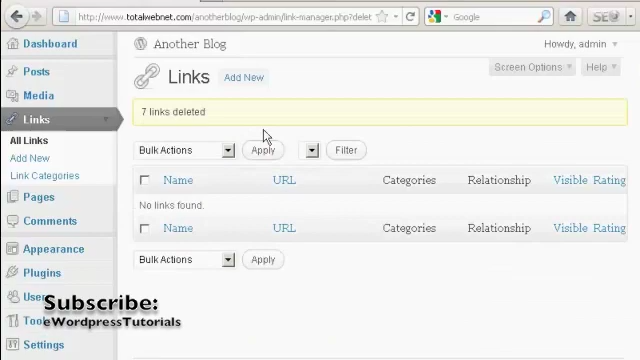 www.totalwebnet.com/anotherblog/wp-admin/link-manager.php?delet
Google
SEO
Another Blog
Howdy, admin
Dashboard
Posts
Media
Links
All Links
Add New
Link Categories
Pages
Comments
Appearance
Plugins
Settings
Links Add New
Screen Options
Help
7 links deleted
Bulk Actions Apply Filter
Name URL Categories Relationship Visible Rating
No links found.
Name URL Categories Relationship Visible Rating
Bulk Actions Apply
Subscribe:
eWordpressTutorials